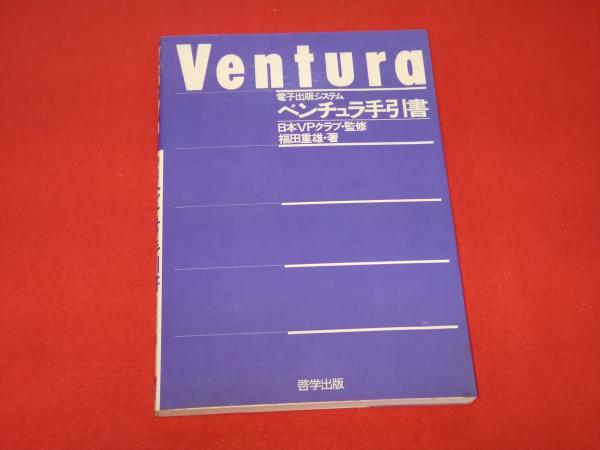 Ventura
電子出版システム
ベンチュラ手引書
日本VPクラブ・監修
福田重雄・著
啓学出版